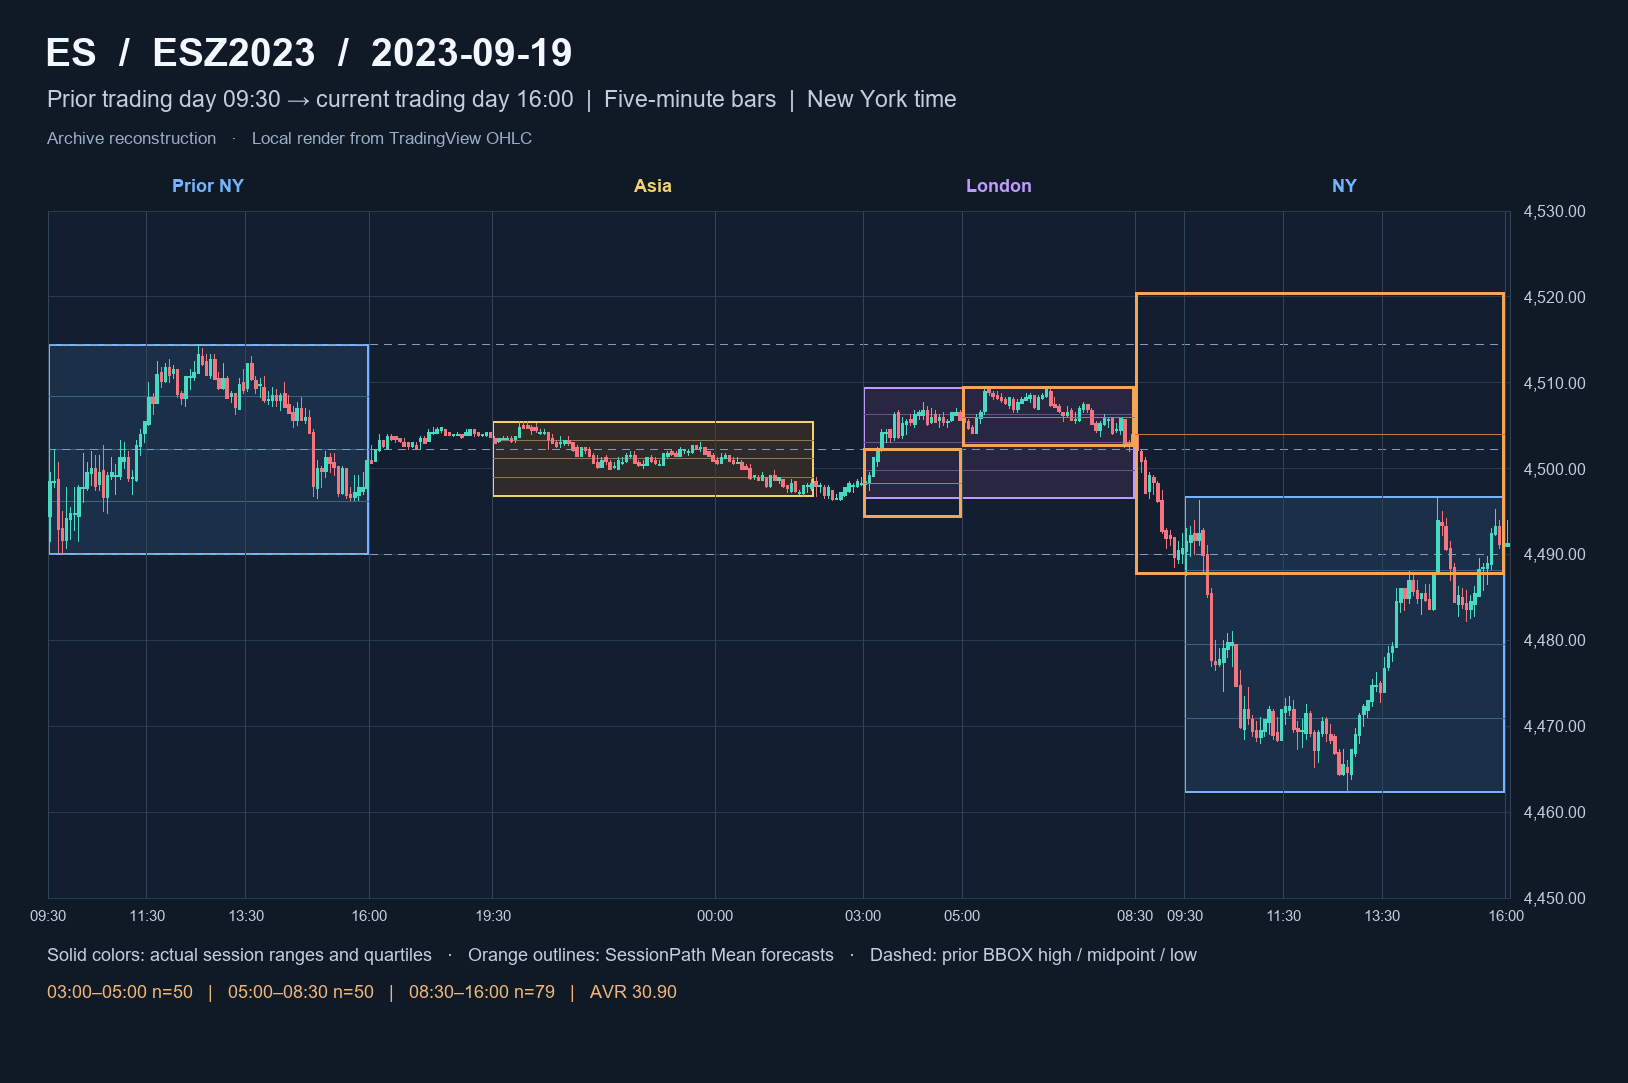 ES / ESZ2023 / 2023-09-19
Prior trading day 09:30 → current trading day 16:00 | Five-minute bars | New York time
Archive reconstruction · Local render from TradingView OHLC
Prior NY Asia London NY
4,530.00
4,520.00
4,510.00
4,500.00
4,490.00
4,480.00
4,470.00
4,460.00
4,450.00
09:30 11:30 13:30 16:00 19:30 00:00 03:00 05:00 08:30 09:30 11:30 13:30 16:00
Solid colors: actual session ranges and quartiles · Orange outlines: SessionPath Mean forecasts · Dashed: prior BBOX high / midpoint / low
03:00–05:00 n=50 | 05:00–08:30 n=50 | 08:30–16:00 n=79 | AVR 30.90